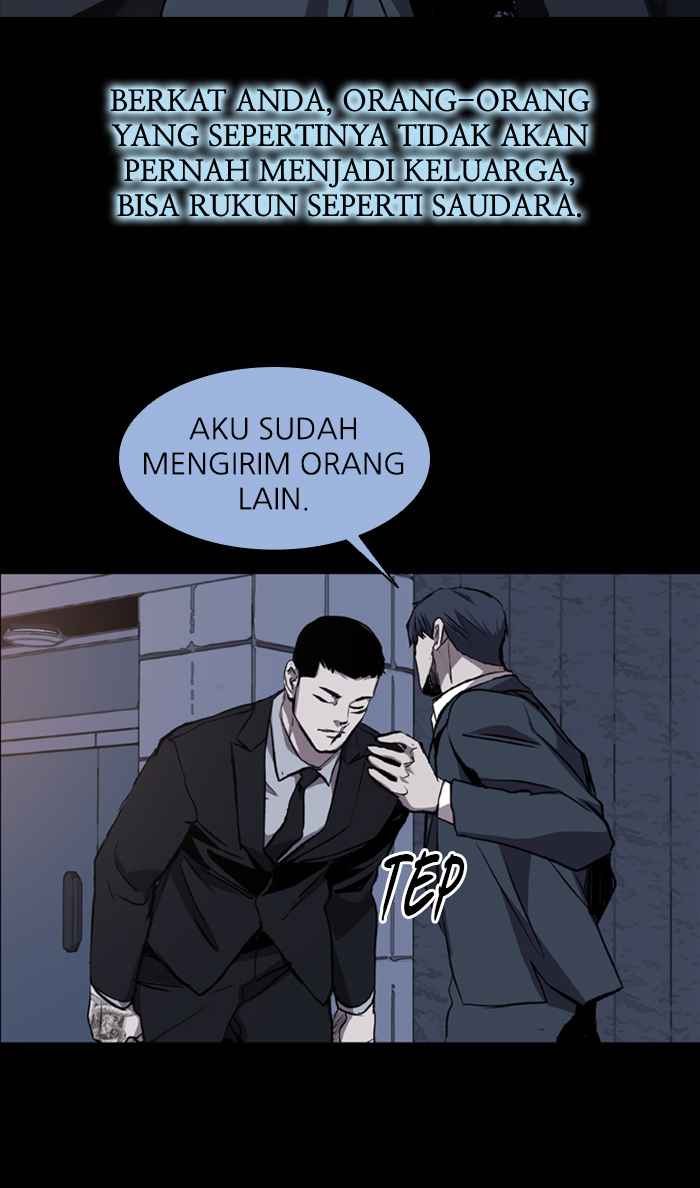 BERKAT ANDA, ORANG-ORANG
YANG SEPERTINYA TIDAK AKAN
PERNAH MENJADI KELUARGA,
BISA RUKUN SEPERTI SAUDARA.
AKU SUDAH
MENGIRIM ORANG
LAIN.
TEP